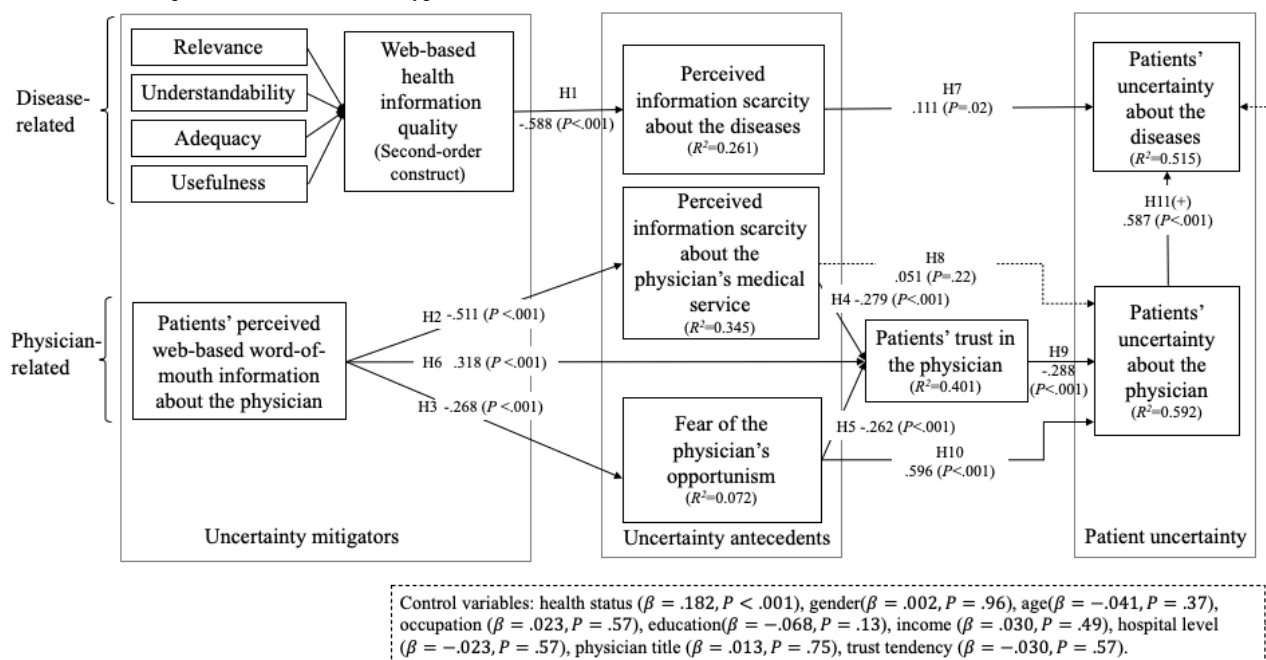 Disease-
related
Relevance
Understandability
Adequacy
Usefulness
Web-based
health
information
quality
(Second-order
construct)
H1
-.588 (P<.001)
Perceived
information scarcity
about the diseases
(R²=0.261)
H7
.111 (P=.02)
Patients'
uncertainty
about the
diseases
(R²=0.515)
Perceived
information scarcity
about the
physician's medical
service
(R²=0.345)
H11(+)
.587 (P<.001)
H8
.051 (P=.22)
Physician-
related
Patients' perceived
web-based word-of-
mouth information
about the physician
H2 -.511 (P <.001)
H6 .318 (P <.001)
H3 -.268 (P <.001)
H4 -.279 (P <.001)
Patients' trust in
the physician
(R²=0.401)
H9
-.288
(P<.001)
Patients'
uncertainty
about the
physician
(R²=0.592)
H5 -.262 (P <.001)
Fear of the
physician's
opportunism
(R²=0.072)
H10
.596 (P<.001)
Uncertainty mitigators
Uncertainty antecedents
Patient uncertainty
Control variables: health status (β = .182, P < .001), gender(β = .002, P = .96), age(β = −.041, P = .37),
occupation (β = .023, P = .57), education(β = −.068, P = .13), income (β = .030, P = .49), hospital level
(β = −.023, P = .57), physician title (β = .013, P = .75), trust tendency (β = −.030, P = .57).